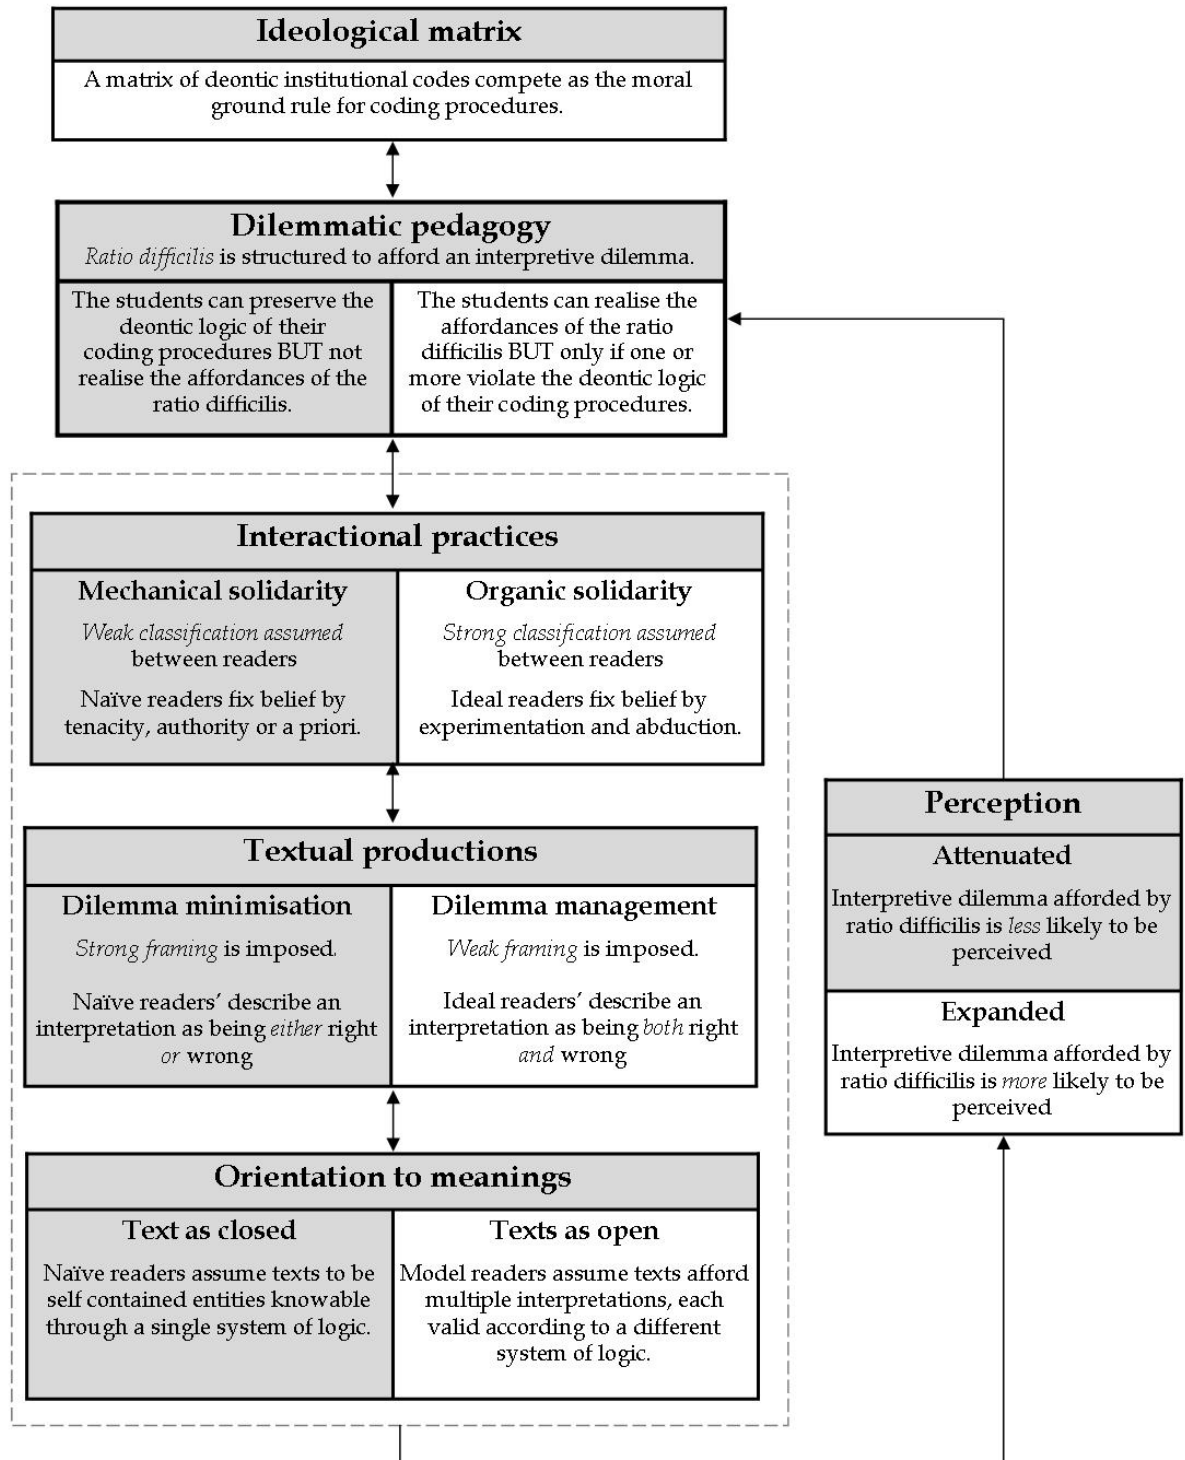 Ideological matrix
A matrix of deontic institutional codes compete as the moral
ground rule for coding procedures.
Dilemmatic pedagogy
Ratio difficilis is structured to afford an interpretive dilemma.
The students can preserve the
deontic logic of their
coding procedures BUT not
realise the affordances of the
ratio difficilis.
The students can realise the
affordances of the ratio
difficilis BUT only if one or
more violate the deontic logic
of their coding procedures.
Interactional practices
Mechanical solidarity
Weak classification assumed
between readers
Naïve readers fix belief by
tenacity, authority or a priori.
Organic solidarity
Strong classification assumed
between readers
Ideal readers fix belief by
experimentation and abduction.
Textual productions
Dilemma minimisation
Strong framing is imposed.
Naïve readers’ describe an
interpretation as being either right
or wrong
Dilemma management
Weak framing is imposed.
Ideal readers’ describe an
interpretation as being both right
and wrong
Orientation to meanings
Text as closed
Naïve readers assume texts to be
self contained entities knowable
through a single system of logic.
Texts as open
Model readers assume texts afford
multiple interpretations, each
valid according to a different
system of logic.
Perception
Attenuated
Interpretive dilemma afforded by
ratio difficilis is less likely to be
perceived
Expanded
Interpretive dilemma afforded by
ratio difficilis is more likely to be
perceived